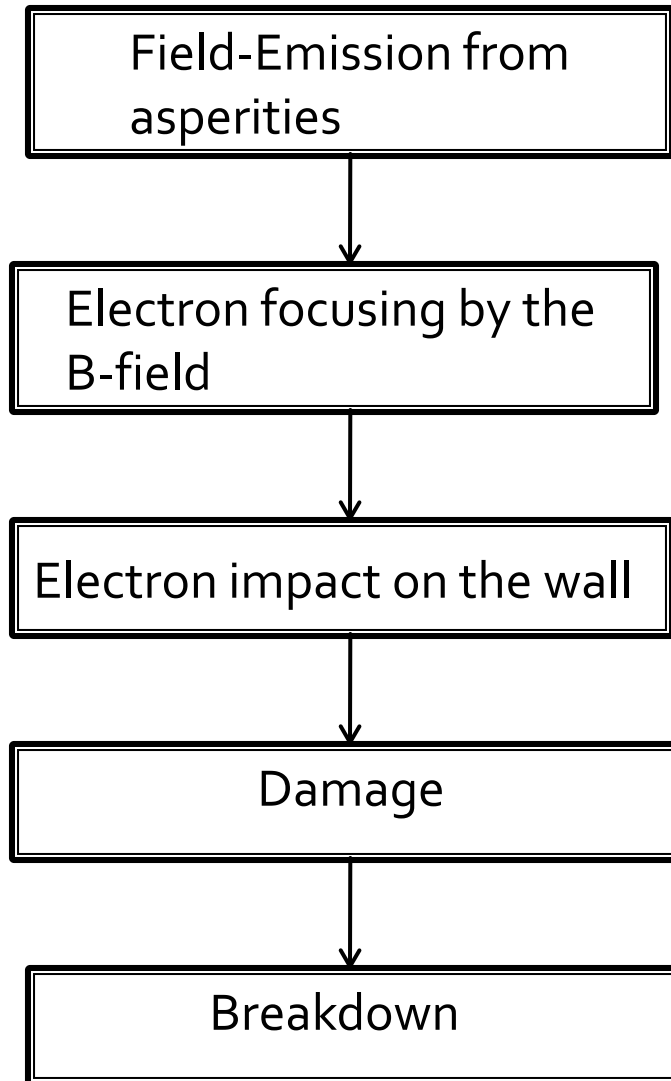 Field-Emission from
asperities
Electron focusing by the
B-field
Electron impact on the wall
Damage
Breakdown